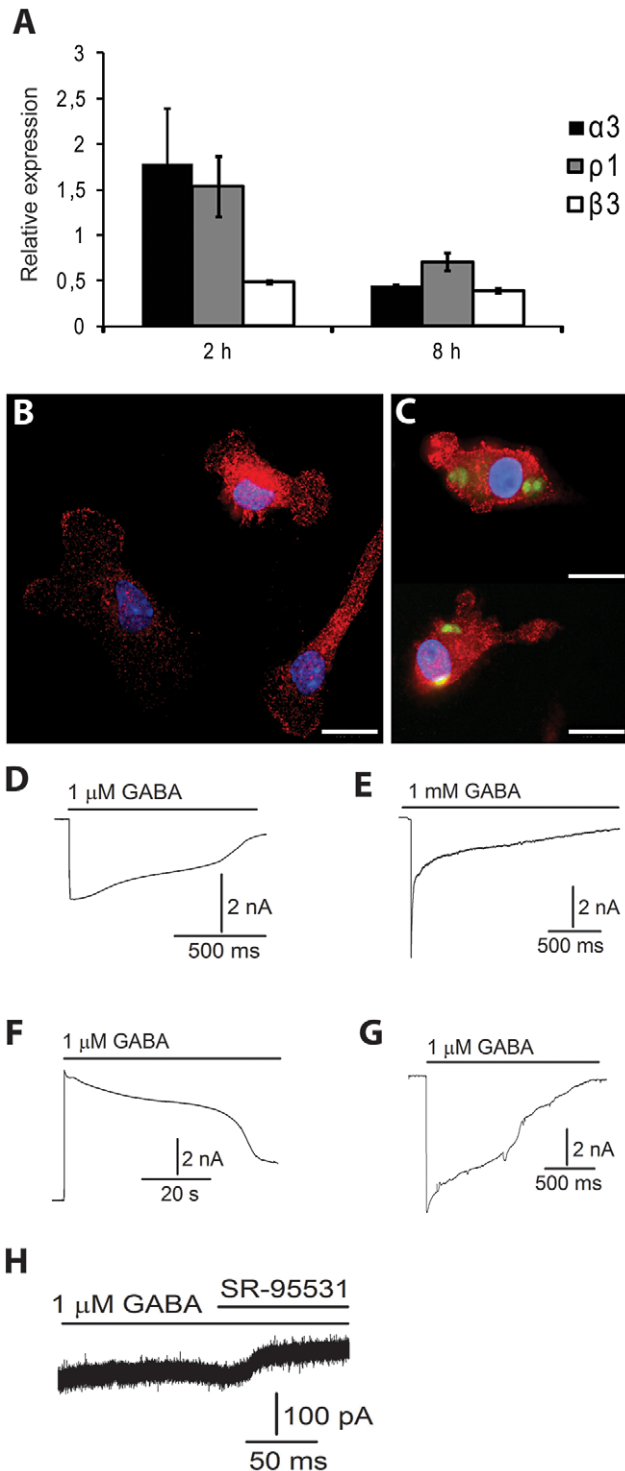 A
3
2,5
2
1,5
1
0,5
0
Relative expression
2 h
8 h
α3
ρ1
β3
B
C
D
1 μM GABA
2 nA
500 ms
E
1 mM GABA
2 nA
500 ms
F
1 μM GABA
2 nA
20 s
G
1 μM GABA
2 nA
500 ms
H
SR-95531
1 μM GABA
100 pA
50 ms